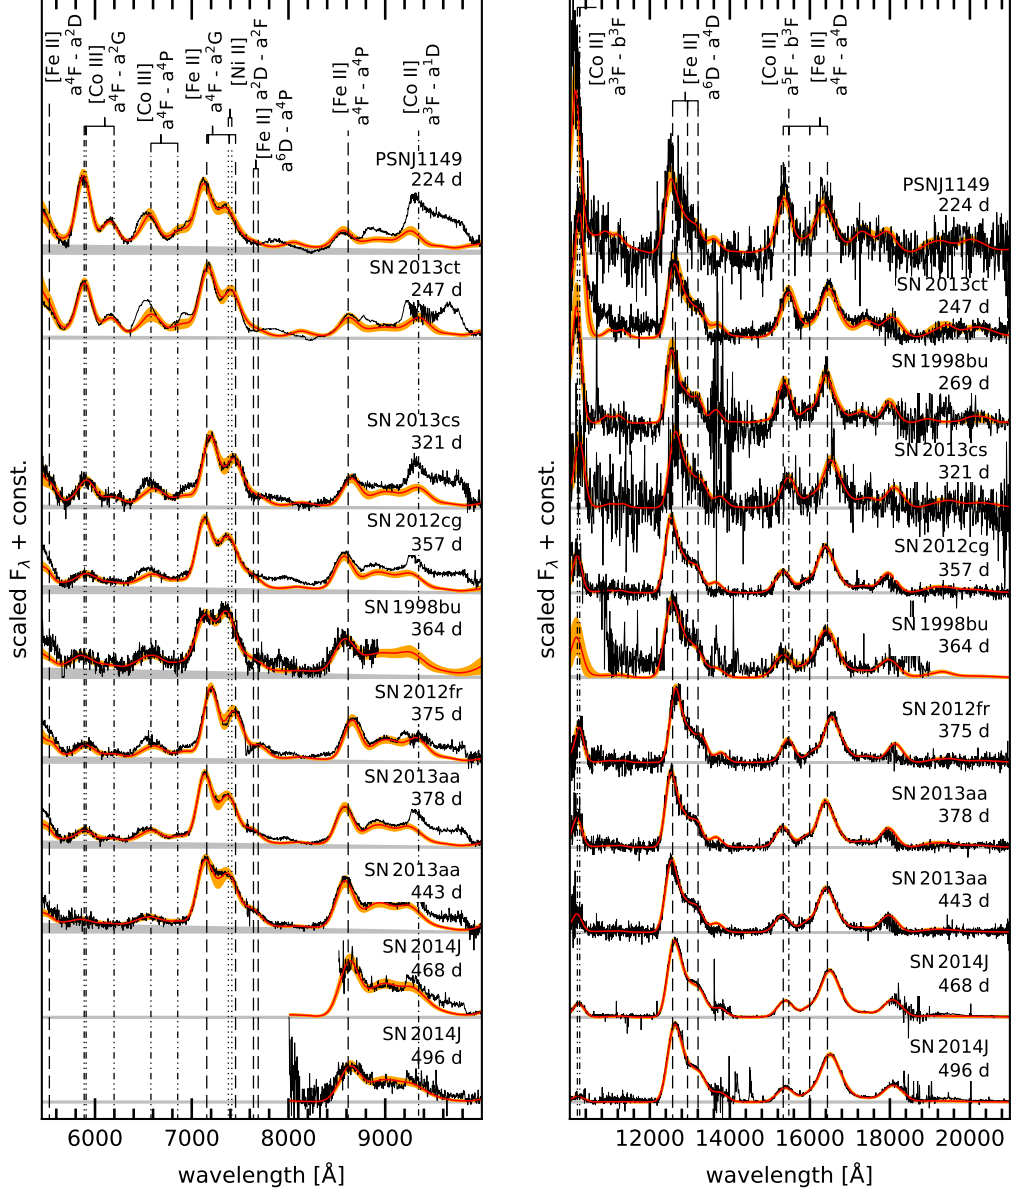 [Fe II]
a⁴F - a²D
[Co III]
a⁴F - a²G
[Co III]
a⁴F - a⁴P
[Fe II]
a⁴F - a²G
[Ni II]
a²D - a²F
[Fe II]
a⁶D - a⁴P
[Fe II]
a⁴F - a⁴P
[Co II]
a³F - a¹D
PSNJ1149
224 d
SN 2013ct
247 d
SN 2013cs
321 d
SN 2012cg
357 d
SN 1998bu
364 d
SN 2012fr
375 d
SN 2013aa
378 d
SN 2013aa
443 d
SN 2014J
468 d
SN 2014J
496 d
scaled Fλ + const.
6000 7000 8000 9000
wavelength [Å]
[Co II]
a³F - b³F
[Fe II]
a⁶D - a⁴D
[Co II]
a⁵F - b³F
[Fe II]
a⁴F - a⁴D
PSNJ1149
224 d
SN 2013ct
247 d
SN 1998bu
269 d
SN 2013cs
321 d
SN 2012cg
357 d
SN 1998bu
364 d
SN 2012fr
375 d
SN 2013aa
378 d
SN 2013aa
443 d
SN 2014J
468 d
SN 2014J
496 d
scaled Fλ + const.
12000 14000 16000 18000 20000
wavelength [Å]